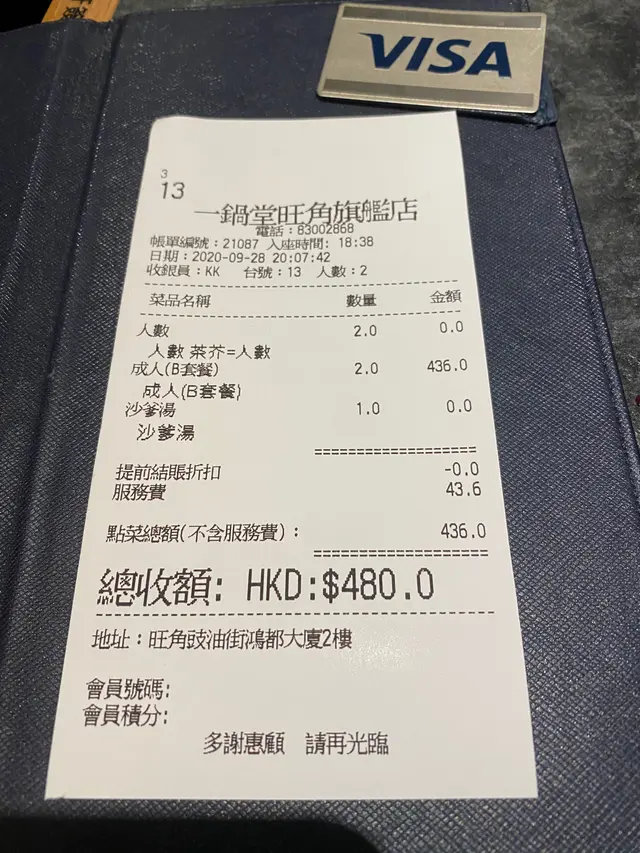 VISA
3
13
一鍋堂旺角旗艦店
電話：83002868
帳單編號：21087 入座時間: 18:38
日期：2020-09-28 20:07:42
收銀員：KK 台號：13 人數：2
菜品名稱 數量 金額
人數 2.0 0.0
人數 茶芥=人數
成人(B套餐) 2.0 436.0
成人(B套餐)
沙爹湯 1.0 0.0
沙爹湯
提前結賬折扣 -0.0
服務費 43.6
點菜總額(不含服務費)： 436.0
總收額: HKD:$480.0
地址：旺角豉油街鴻都大廈2樓
會員號碼:
會員積分:
多謝惠顧 請再光臨